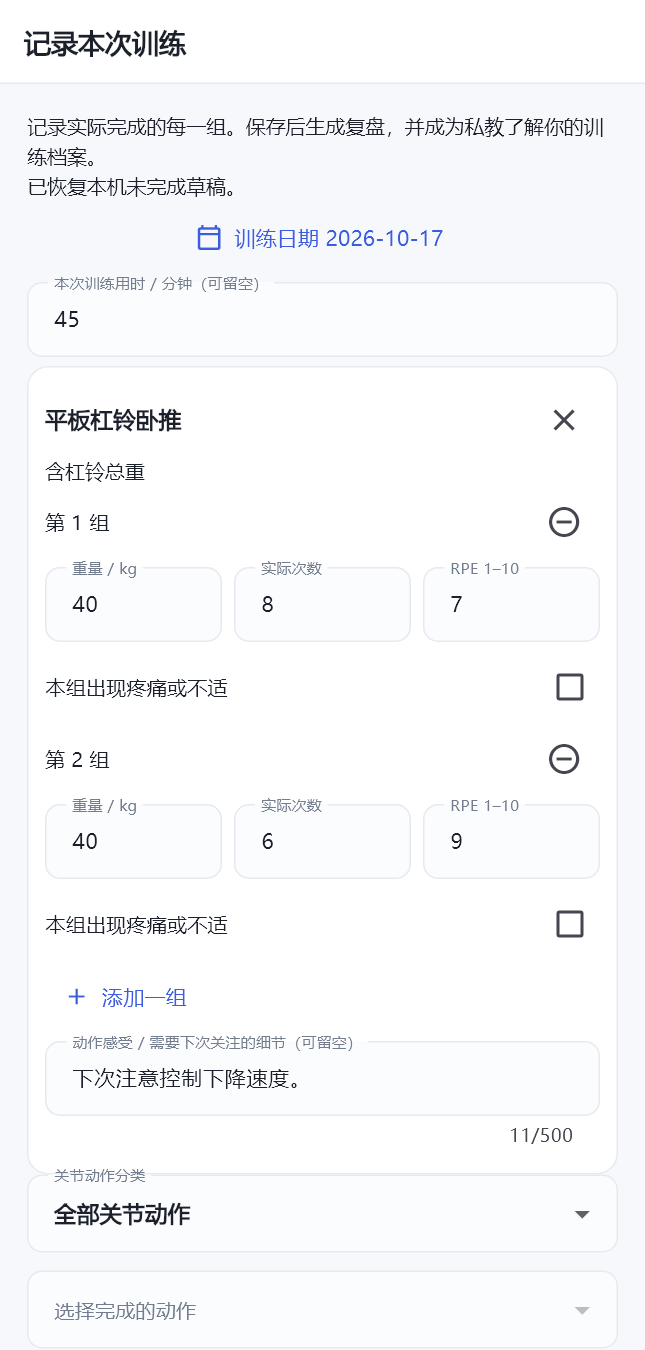 记录本次训练
记录实际完成的每一组。保存后生成复盘，并成为私教了解你的训
练档案。
已恢复本机未完成草稿。
训练日期 2026-10-17
本次训练用时 / 分钟（可留空）
45
平板杠铃卧推
含杠铃总重
第 1 组
重量 / kg 实际次数 RPE 1–10
40 8 7
本组出现疼痛或不适
第 2 组
重量 / kg 实际次数 RPE 1–10
40 6 9
本组出现疼痛或不适
添加一组
动作感受 / 需要下次关注的细节（可留空）
下次注意控制下降速度。
11/500
关节动作分类
全部关节动作
选择完成的动作